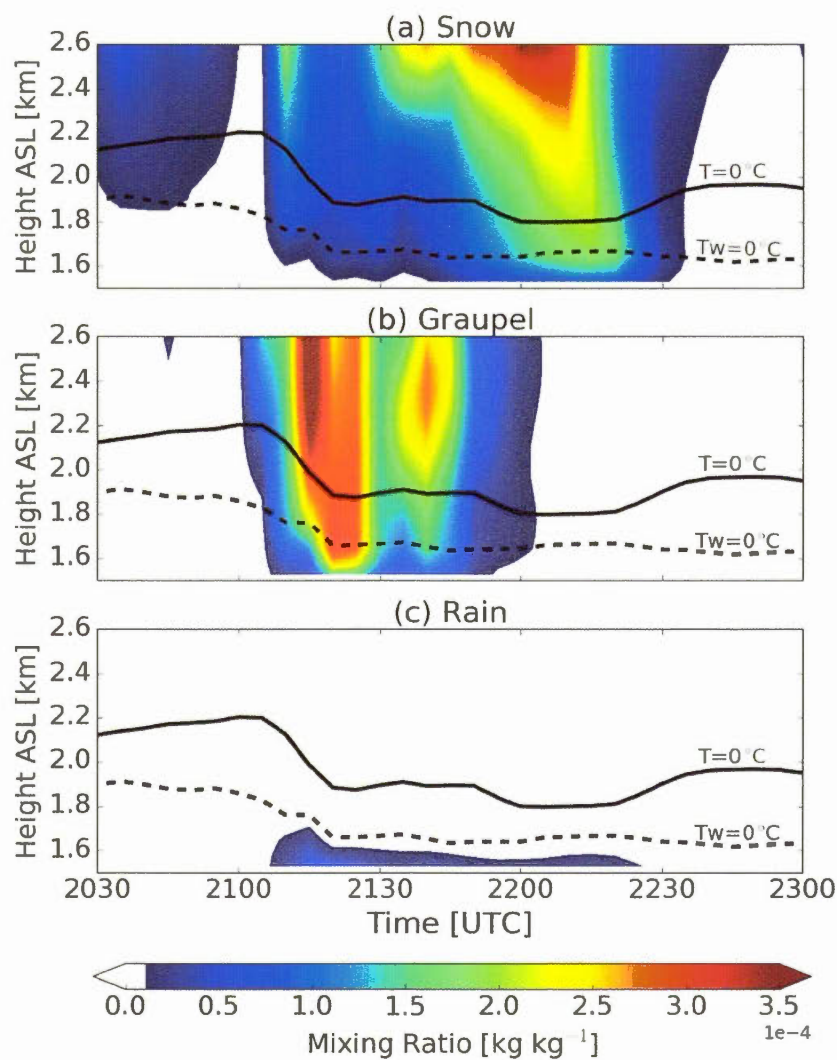 (a) Snow
2.6
2.4
2.2
2.0
1.8
1.6
Height ASL [km]
T=0°C
Tw=0°C
(b) Graupel
2.6
2.4
2.2
2.0
1.8
1.6
Height ASL [km]
T=0°C
Tw=0°C
(c) Rain
2.6
2.4
2.2
2.0
1.8
1.6
Height ASL [km]
T=0°C
Tw=0°C
2030 2100 2130 2200 2230 2300
Time [UTC]
0.0 0.5 1.0 1.5 2.0 2.5 3.0 3.5
1e−4
Mixing Ratio [kg kg⁻¹]